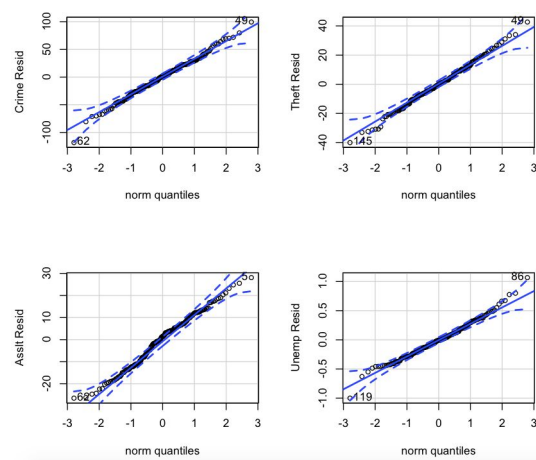 Crime Resid
100
50
0
-100
49
62
-3 -2 -1 0 1 2 3
norm quantiles
Theft Resid
40
20
0
-20
-40
49
145
-3 -2 -1 0 1 2 3
norm quantiles
Asslt Resid
30
10
0
-20
62
-3 -2 -1 0 1 2 3
norm quantiles
Unemp Resid
1.0
0.5
0.0
-0.5
-1.0
86
119
-3 -2 -1 0 1 2 3
norm quantiles